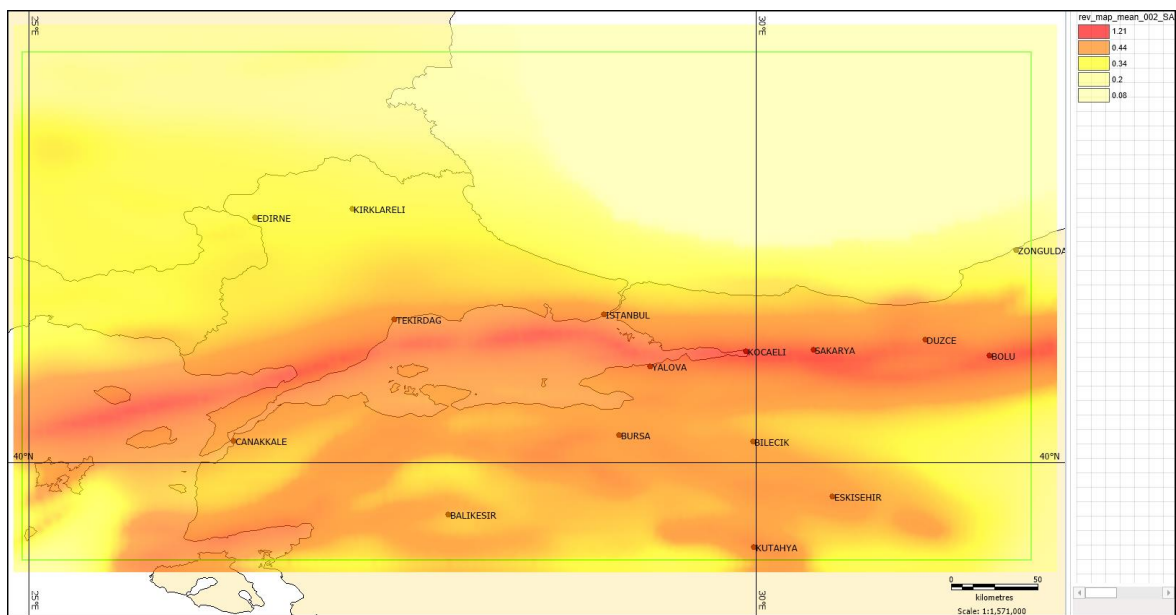 25°E
30°E
rev_map_mean_002_SA
1.21
0.44
0.34
0.2
0.08
KIRKLARELI
EDIRNE
ZONGULDA
ISTANBUL
TEKIRDAG
DUZCE
SAKARYA
KOCAELI
BOLU
YALOVA
BURSA
CANAKKALE
BILECIK
40°N
40°N
ESKISEHIR
BALIKESIR
KUTAHYA
0 50
kilometres
25°E
30°E
Scale: 1:1,571,000